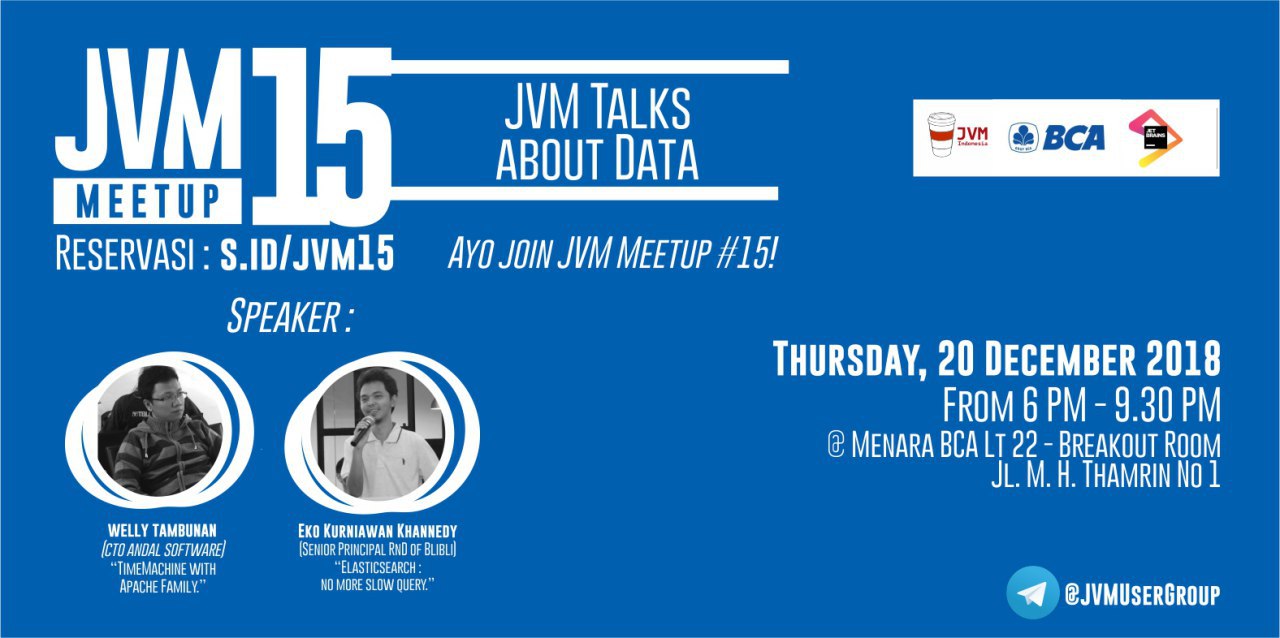 JVM 15
MEETUP
JVM Talks
about Data
JVM
Indonesia
BCA
JET
BRAINS
Reservasi : s.id/jvm15
Ayo join JVM Meetup #15!
Speaker :
Thursday, 20 December 2018
From 6 PM - 9.30 PM
@ Menara BCA Lt 22 - Breakout Room
Jl. M. H. Thamrin No 1
welly tambunan
(CTO Andal Software)
“TimeMachine with
Apache Family.”
Eko Kurniawan Khannedy
(Senior Principal RnD of Blibli)
“Elasticsearch :
no more slow query.”
@JVMUserGroup